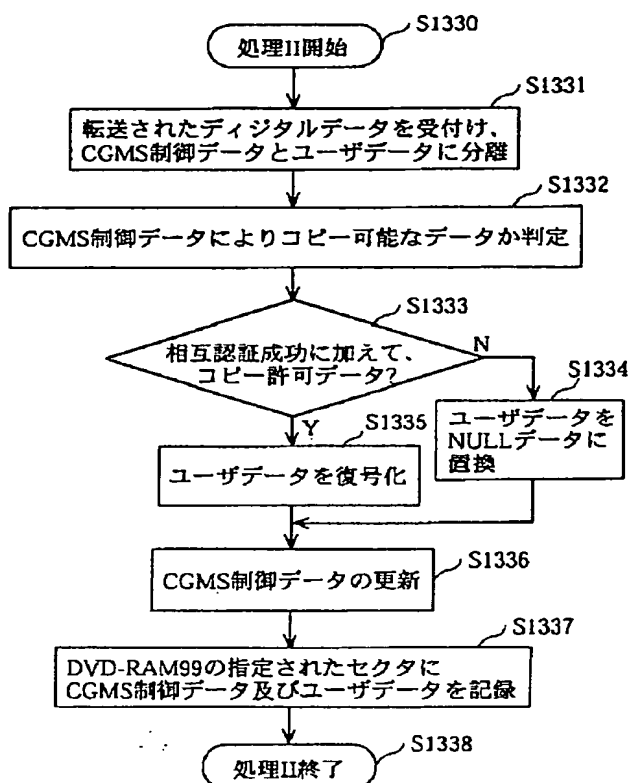 処理II開始
S1330
S1331
転送されたディジタルデータを受付け、
CGMS制御データとユーザデータに分離
S1332
CGMS制御データによりコピー可能なデータか判定
S1333
相互認証成功に加えて、
コピー許可データ?
N
S1334
ユーザデータを
NULLデータに
置換
Y
S1335
ユーザデータを復号化
S1336
CGMS制御データの更新
S1337
DVD-RAM99の指定されたセクタに
CGMS制御データ及びユーザデータを記録
S1338
処理II終了